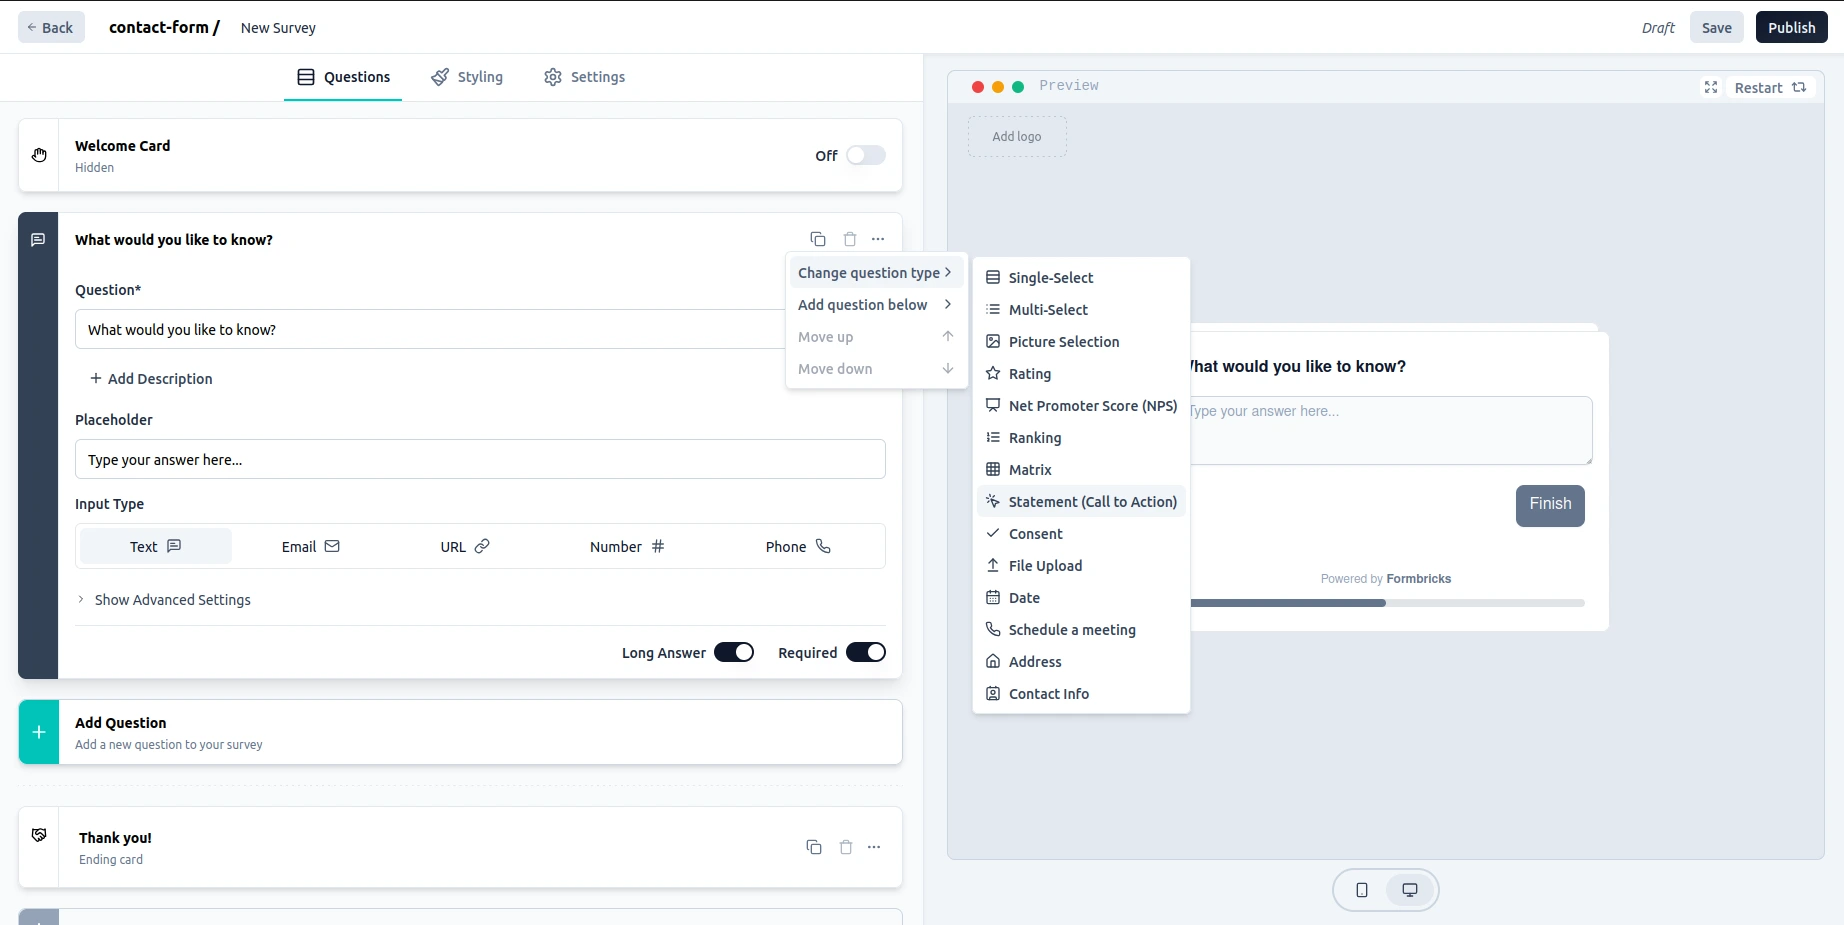 Back
contact-form /
New Survey
Draft
Save
Publish
Questions
Styling
Settings
Preview
Restart
Add logo
Welcome Card
Hidden
Off
What would you like to know?
Question*
What would you like to know?
Add Description
Placeholder
Type your answer here...
Input Type
Text
Email
URL
Number
Phone
Show Advanced Settings
Long Answer
Required
Add Question
Add a new question to your survey
Thank you!
Ending card
Change question type
Add question below
Move up
Move down
Single-Select
Multi-Select
Picture Selection
Rating
Net Promoter Score (NPS)
Ranking
Matrix
Statement (Call to Action)
Consent
File Upload
Date
Schedule a meeting
Address
Contact Info
hat would you like to know?
Type your answer here...
Finish
Powered by Formbricks